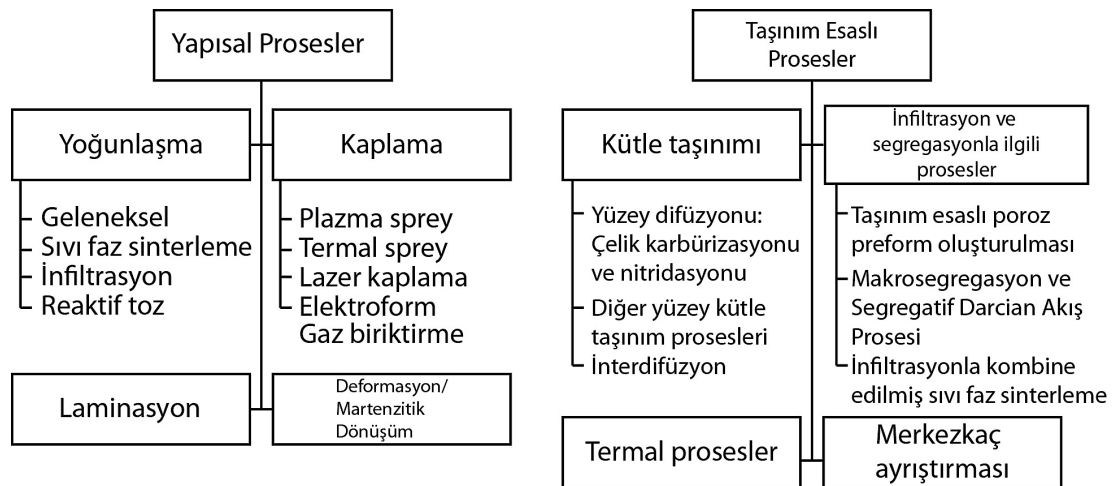 Yapısal Prosesler
Yoğunlaşma
Kaplama
Geleneksel
Sıvı faz sinterleme
İnfiltrasyon
Reaktif toz
Plazma sprey
Termal sprey
Lazer kaplama
Elektroform
Gaz biriktirme
Laminasyon
Deformasyon/
Martenzitik
Dönüşüm
Taşınım Esaslı
Prosesler
Kütle taşınımı
İnfiltrasyon ve
segregasyonla ilgili
prosesler
Yüzey difüzyonu:
Çelik karbürizasyonu
ve nitridasyonu
Diğer yüzey kütle
taşınım prosesleri
İnterdifüzyon
Taşınım esaslı poroz
preform oluşturulması
Makrosegregasyon ve
Segregatif Darcian Akış
Prosesi
İnfiltrasyonla kombine
edilmiş sıvı faz sinterleme
Termal prosesler
Merkezkaç
ayrıştırması